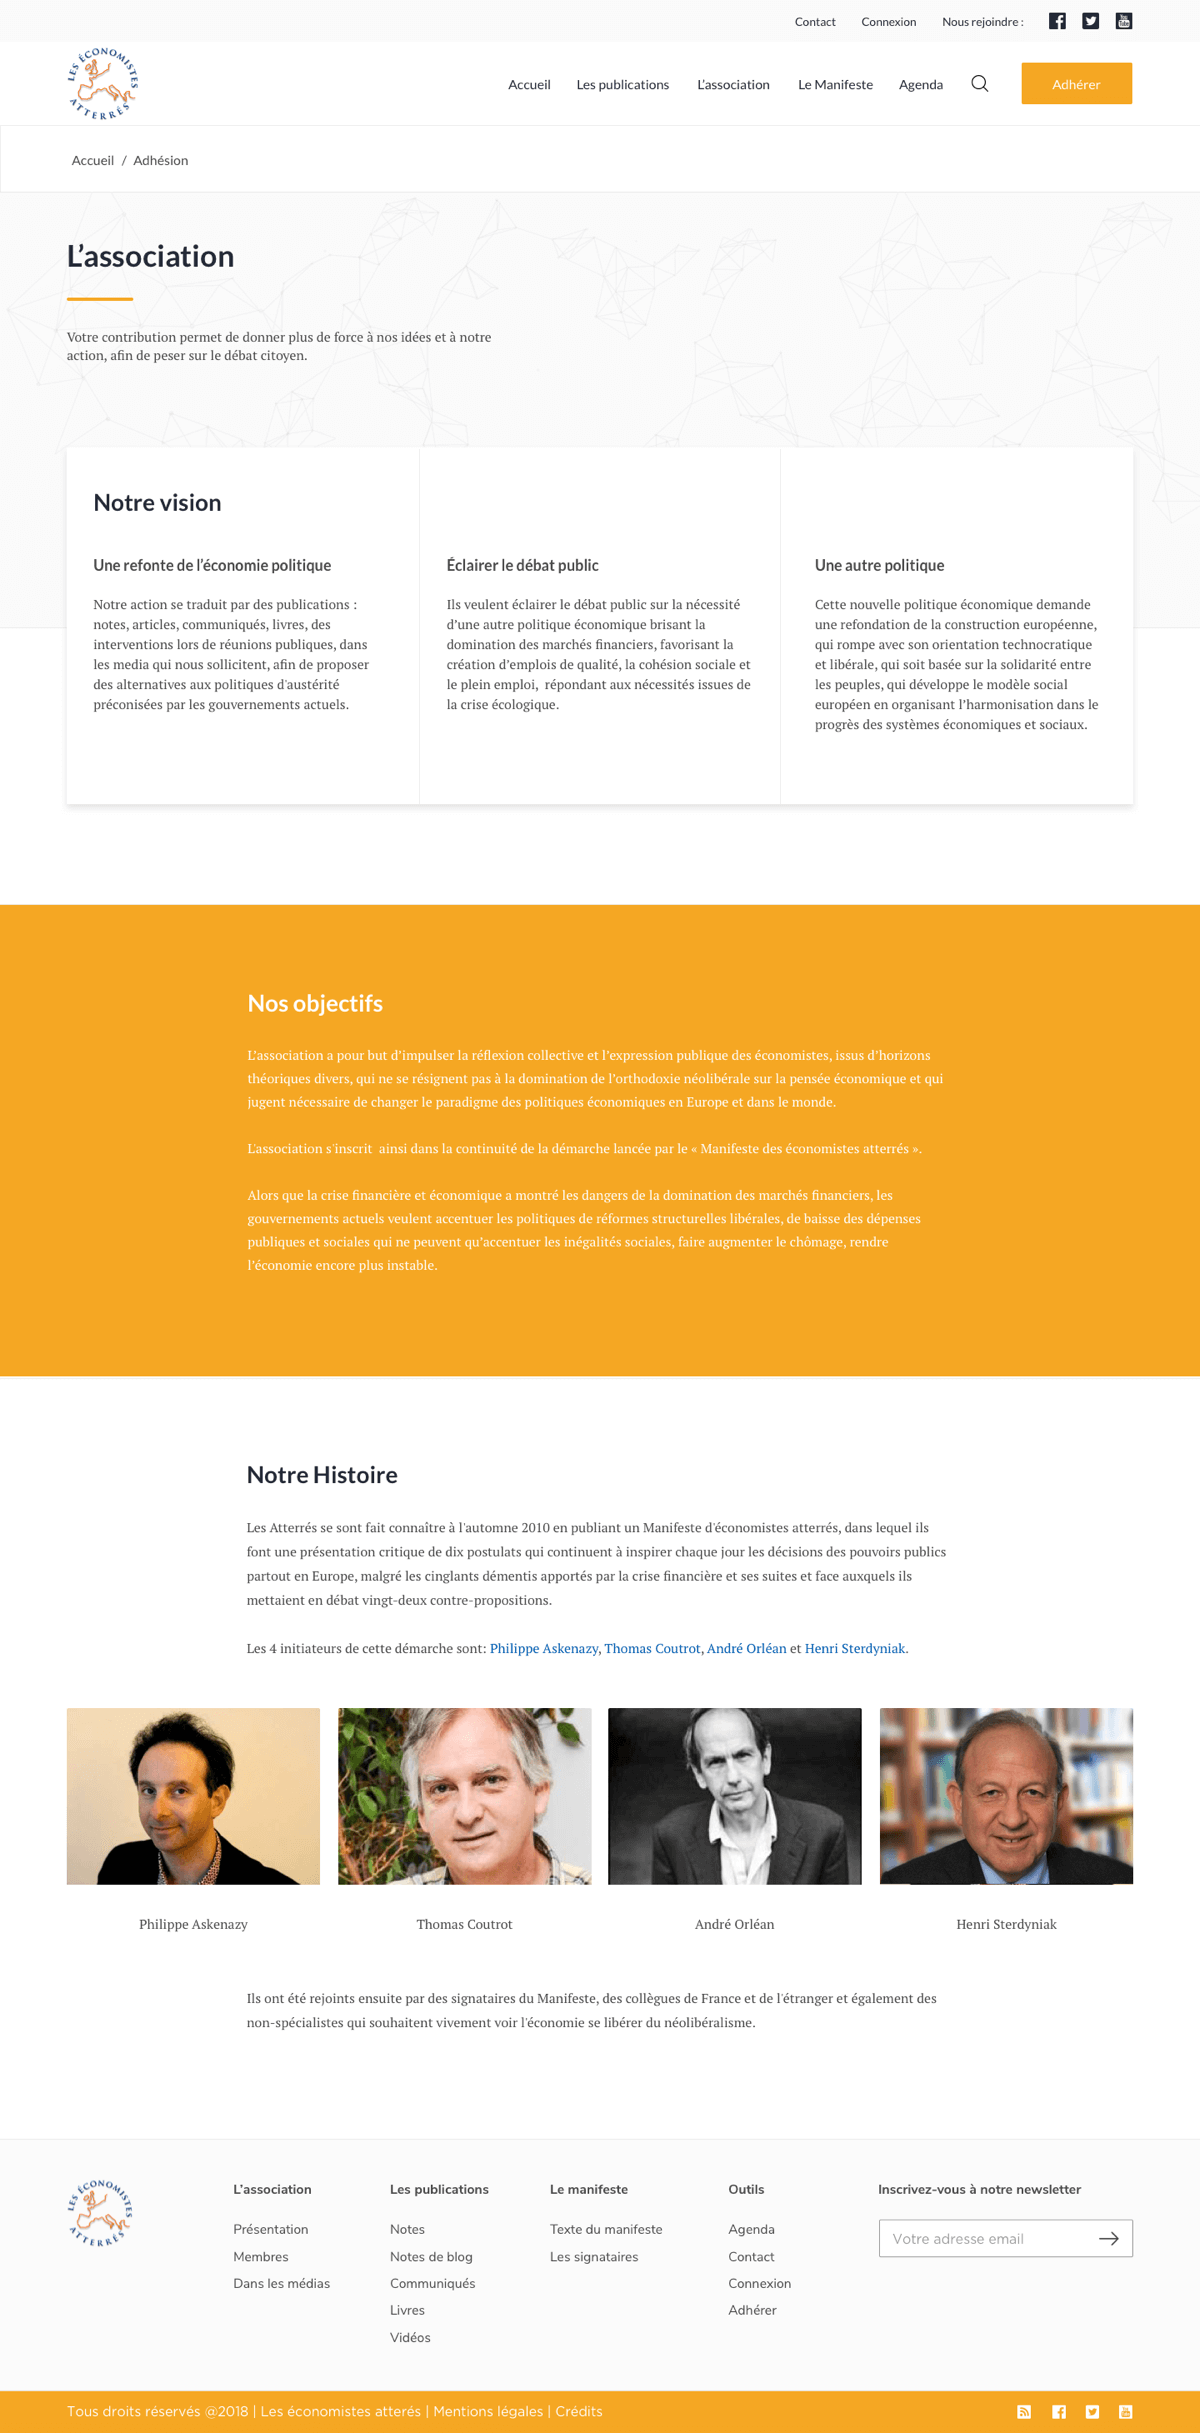 Contact Connexion Nous rejoindre :
LES ÉCONOMISTES ATTERRÉS
Accueil Les publications L’association Le Manifeste Agenda Adhérer
Accueil / Adhésion
L’association
Votre contribution permet de donner plus de force à nos idées et à notre
action, afin de peser sur le débat citoyen.
Notre vision
Une refonte de l’économie politique
Notre action se traduit par des publications :
notes, articles, communiqués, livres, des
interventions lors de réunions publiques, dans
les media qui nous sollicitent, afin de proposer
des alternatives aux politiques d'austérité
préconisées par les gouvernements actuels.
Éclairer le débat public
Ils veulent éclairer le débat public sur la nécessité
d’une autre politique économique brisant la
domination des marchés financiers, favorisant la
création d’emplois de qualité, la cohésion sociale et
le plein emploi,  répondant aux nécessités issues de
la crise écologique.
Une autre politique
Cette nouvelle politique économique demande
une refondation de la construction européenne,
qui rompe avec son orientation technocratique
et libérale, qui soit basée sur la solidarité entre
les peuples, qui développe le modèle social
européen en organisant l’harmonisation dans le
progrès des systèmes économiques et sociaux.
Nos objectifs
L’association a pour but d’impulser la réflexion collective et l’expression publique des économistes, issus d’horizons
théoriques divers, qui ne se résignent pas à la domination de l’orthodoxie néolibérale sur la pensée économique et qui
jugent nécessaire de changer le paradigme des politiques économiques en Europe et dans le monde.
L'association s'inscrit  ainsi dans la continuité de la démarche lancée par le « Manifeste des économistes atterrés ».
Alors que la crise financière et économique a montré les dangers de la domination des marchés financiers, les
gouvernements actuels veulent accentuer les politiques de réformes structurelles libérales, de baisse des dépenses
publiques et sociales qui ne peuvent qu’accentuer les inégalités sociales, faire augmenter le chômage, rendre
l’économie encore plus instable.
Notre Histoire
Les Atterrés se sont fait connaître à l'automne 2010 en publiant un Manifeste d'économistes atterrés, dans lequel ils
font une présentation critique de dix postulats qui continuent à inspirer chaque jour les décisions des pouvoirs publics
partout en Europe, malgré les cinglants démentis apportés par la crise financière et ses suites et face auxquels ils
mettaient en débat vingt-deux contre-propositions.
Les 4 initiateurs de cette démarche sont: Philippe Askenazy, Thomas Coutrot, André Orléan et Henri Sterdyniak.
Philippe Askenazy
Thomas Coutrot
André Orléan
Henri Sterdyniak
Ils ont été rejoints ensuite par des signataires du Manifeste, des collègues de France et de l'étranger et également des
non-spécialistes qui souhaitent vivement voir l'économie se libérer du néolibéralisme.
LES ÉCONOMISTES ATTERRÉS
L’association
Présentation
Membres
Dans les médias
Les publications
Notes
Notes de blog
Communiqués
Livres
Vidéos
Le manifeste
Texte du manifeste
Les signataires
Outils
Agenda
Contact
Connexion
Adhérer
Inscrivez-vous à notre newsletter
Votre adresse email
Tous droits réservés @2018 | Les économistes atterés | Mentions légales | Crédits